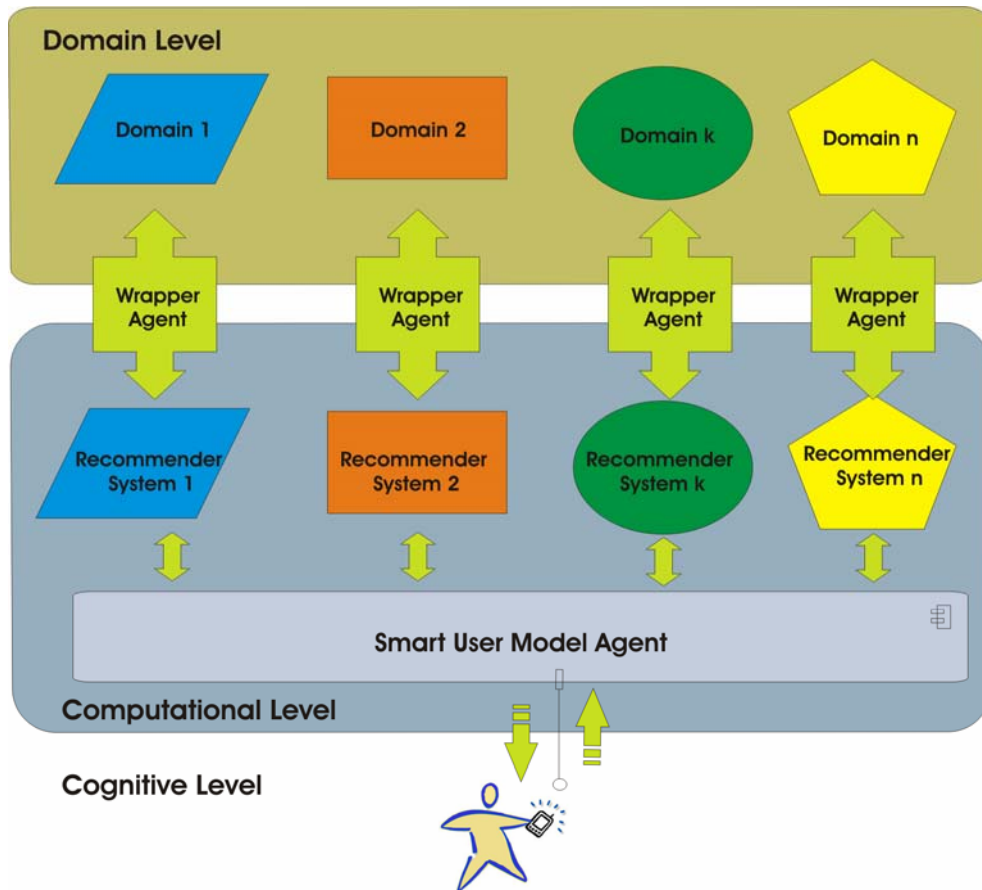 Domain Level
Domain 1
Domain 2
Domain k
Domain n
Wrapper
Agent
Wrapper
Agent
Wrapper
Agent
Wrapper
Agent
Recommender
System 1
Recommender
System 2
Recommender
System k
Recommender
System n
Smart User Model Agent
Computational Level
Cognitive Level